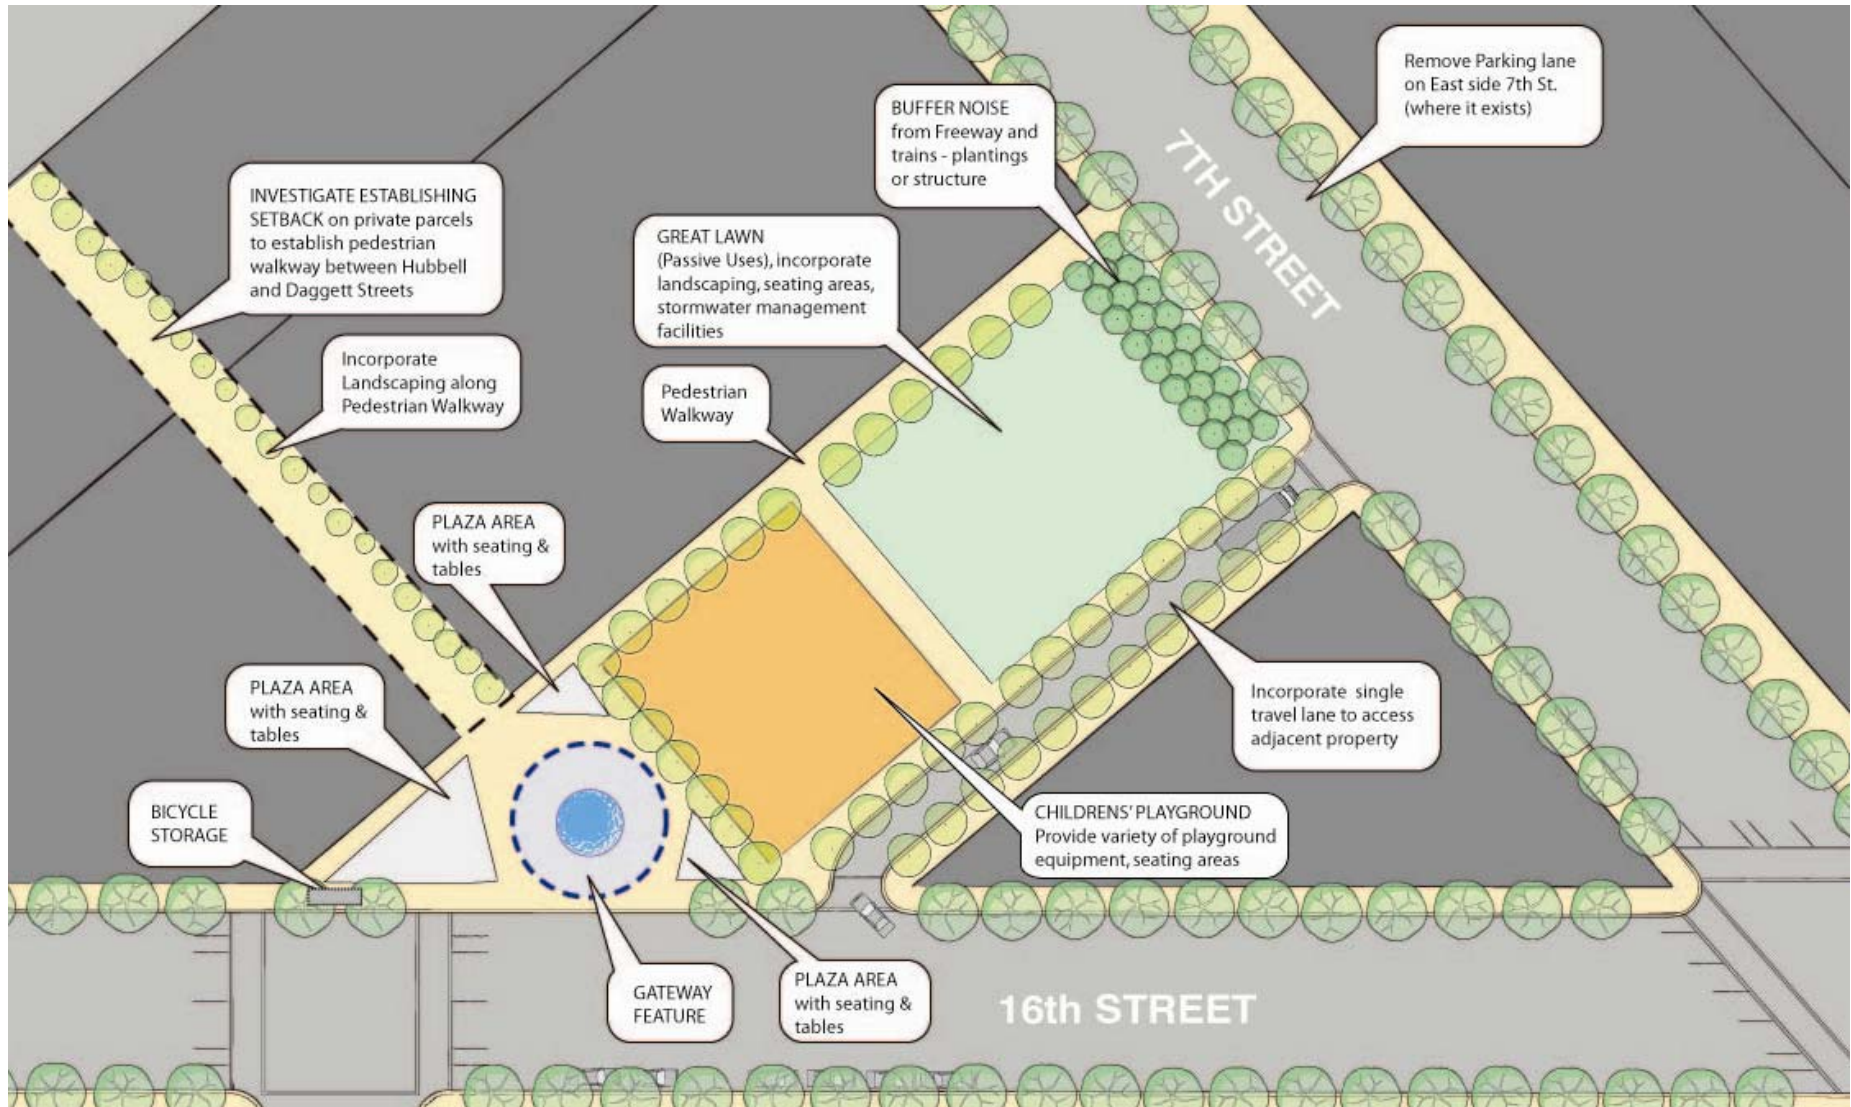 Remove Parking lane
on East side 7th St.
(where it exists)
BUFFER NOISE
from Freeway and
trains - plantings
or structure
7TH STREET
INVESTIGATE ESTABLISHING
SETBACK on private parcels
to establish pedestrian
walkway between Hubbell
and Daggett Streets
GREAT LAWN
(Passive Uses), incorporate
landscaping, seating areas,
stormwater management
facilities
Incorporate
Landscaping along
Pedestrian Walkway
Pedestrian
Walkway
PLAZA AREA
with seating &
tables
PLAZA AREA
with seating &
tables
Incorporate single
travel lane to access
adjacent property
BICYCLE
STORAGE
CHILDRENS' PLAYGROUND
Provide variety of playground
equipment, seating areas
GATEWAY
FEATURE
PLAZA AREA
with seating &
tables
16th STREET